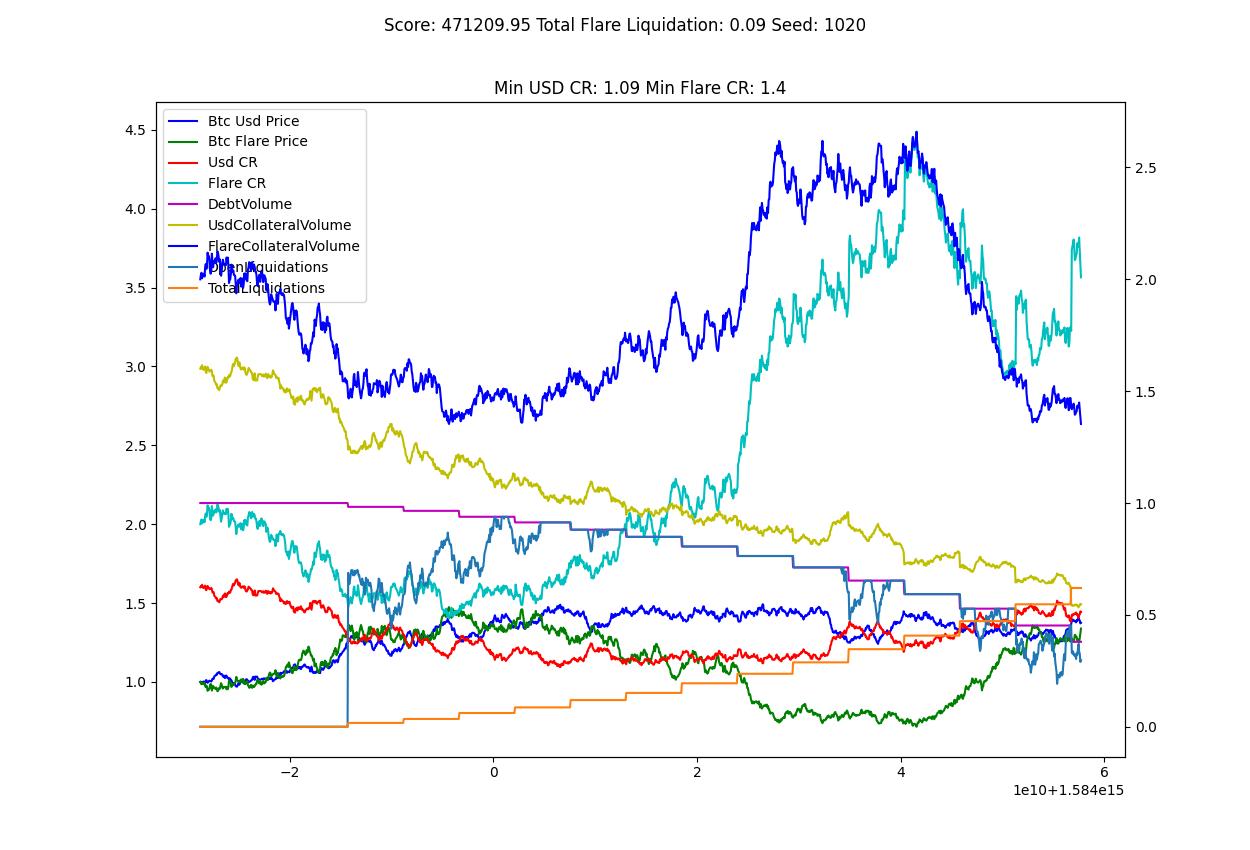 Score: 471209.95 Total Flare Liquidation: 0.09 Seed: 1020
Min USD CR: 1.09 Min Flare CR: 1.4
Btc Usd Price
Btc Flare Price
Usd CR
Flare CR
DebtVolume
UsdCollateralVolume
FlareCollateralVolume
OpenLiquidations
TotalLiquidations
4.5
4.0
3.5
3.0
2.5
2.0
1.5
1.0
2.5
2.0
1.5
1.0
0.5
0.0
−2
0
2
4
6
1e10+1.584e15